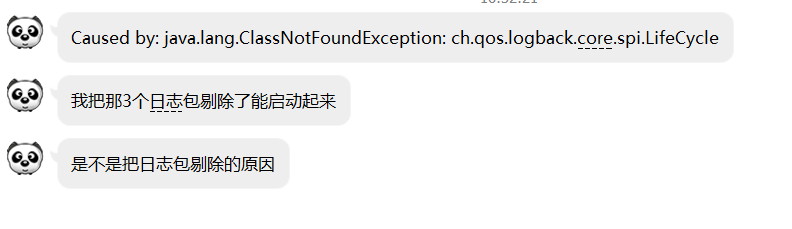 Caused by: java.lang.ClassNotFoundException: ch.qos.logback.core.spi.LifeCycle
我把那3个日志包剔除了能启动起来
是不是把日志包剔除的原因